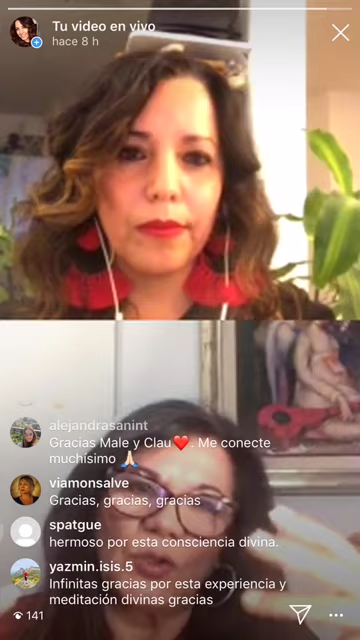 Tu video en vivo
hace 8 h
alejandrasanint
Gracias Male y Clau❤️. Me conecte
muchísimo 🙏🏻
viamonsalve
Gracias, gracias, gracias
spatgue
hermoso por esta consciencia divina.
yazmin.isis.5
Infinitas gracias por esta experiencia y
meditación divinas gracias
141